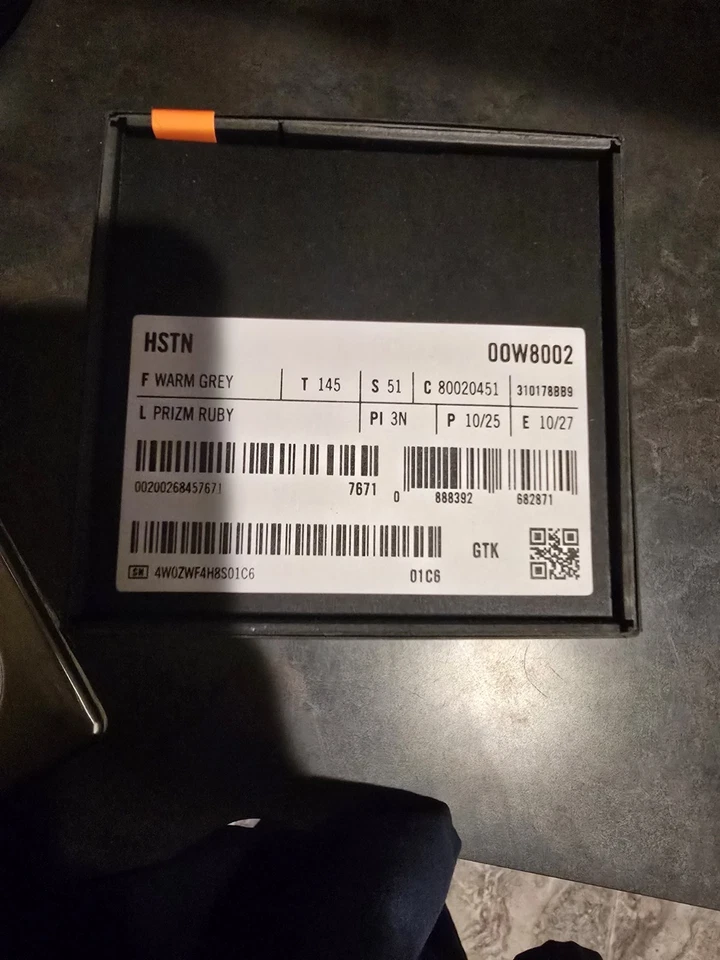 HSTN 00W8002
F WARM GREY T 145 S 51 C 80020451 310178BB9
L PRIZM RUBY PI 3N P 10/25 E 10/27
00200268457671 7671 0 888392 682871
GTK
SN 4W0ZWF4H8S01C6 01C6